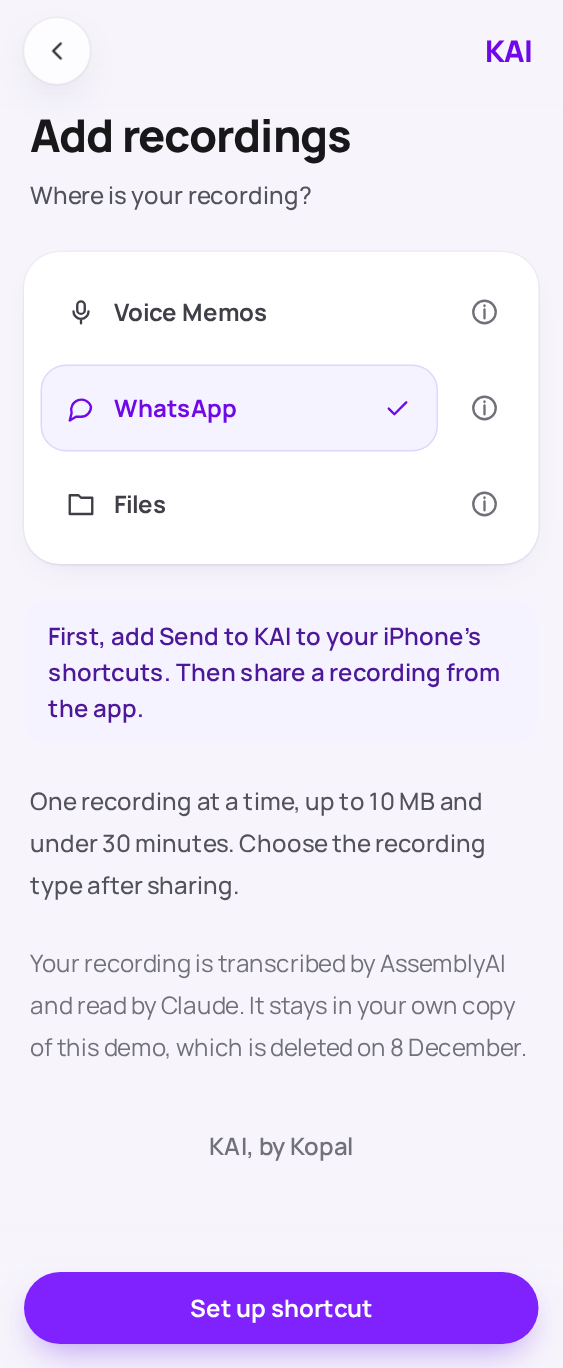 KAI
Add recordings
Where is your recording?
Voice Memos
WhatsApp
Files
First, add Send to KAI to your iPhone’s
shortcuts. Then share a recording from
the app.
One recording at a time, up to 10 MB and
under 30 minutes. Choose the recording
type after sharing.
Your recording is transcribed by AssemblyAI
and read by Claude. It stays in your own copy
of this demo, which is deleted on 8 December.
KAI, by Kopal
Set up shortcut